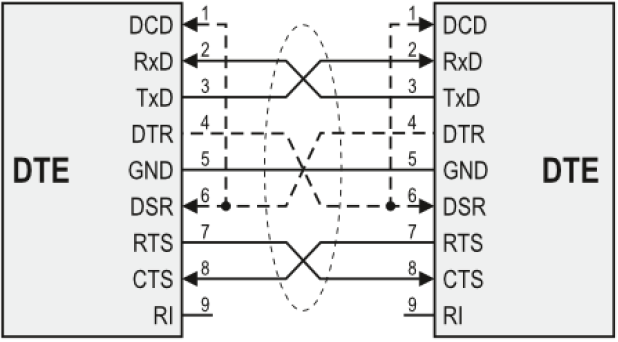 DCD 1 1 DCD
RxD 2 2 RxD
TxD 3 3 TxD
DTR 4 4 DTR
DTE GND 5 5 GND DTE
DSR 6 6 DSR
RTS 7 7 RTS
CTS 8 8 CTS
RI 9 9 RI